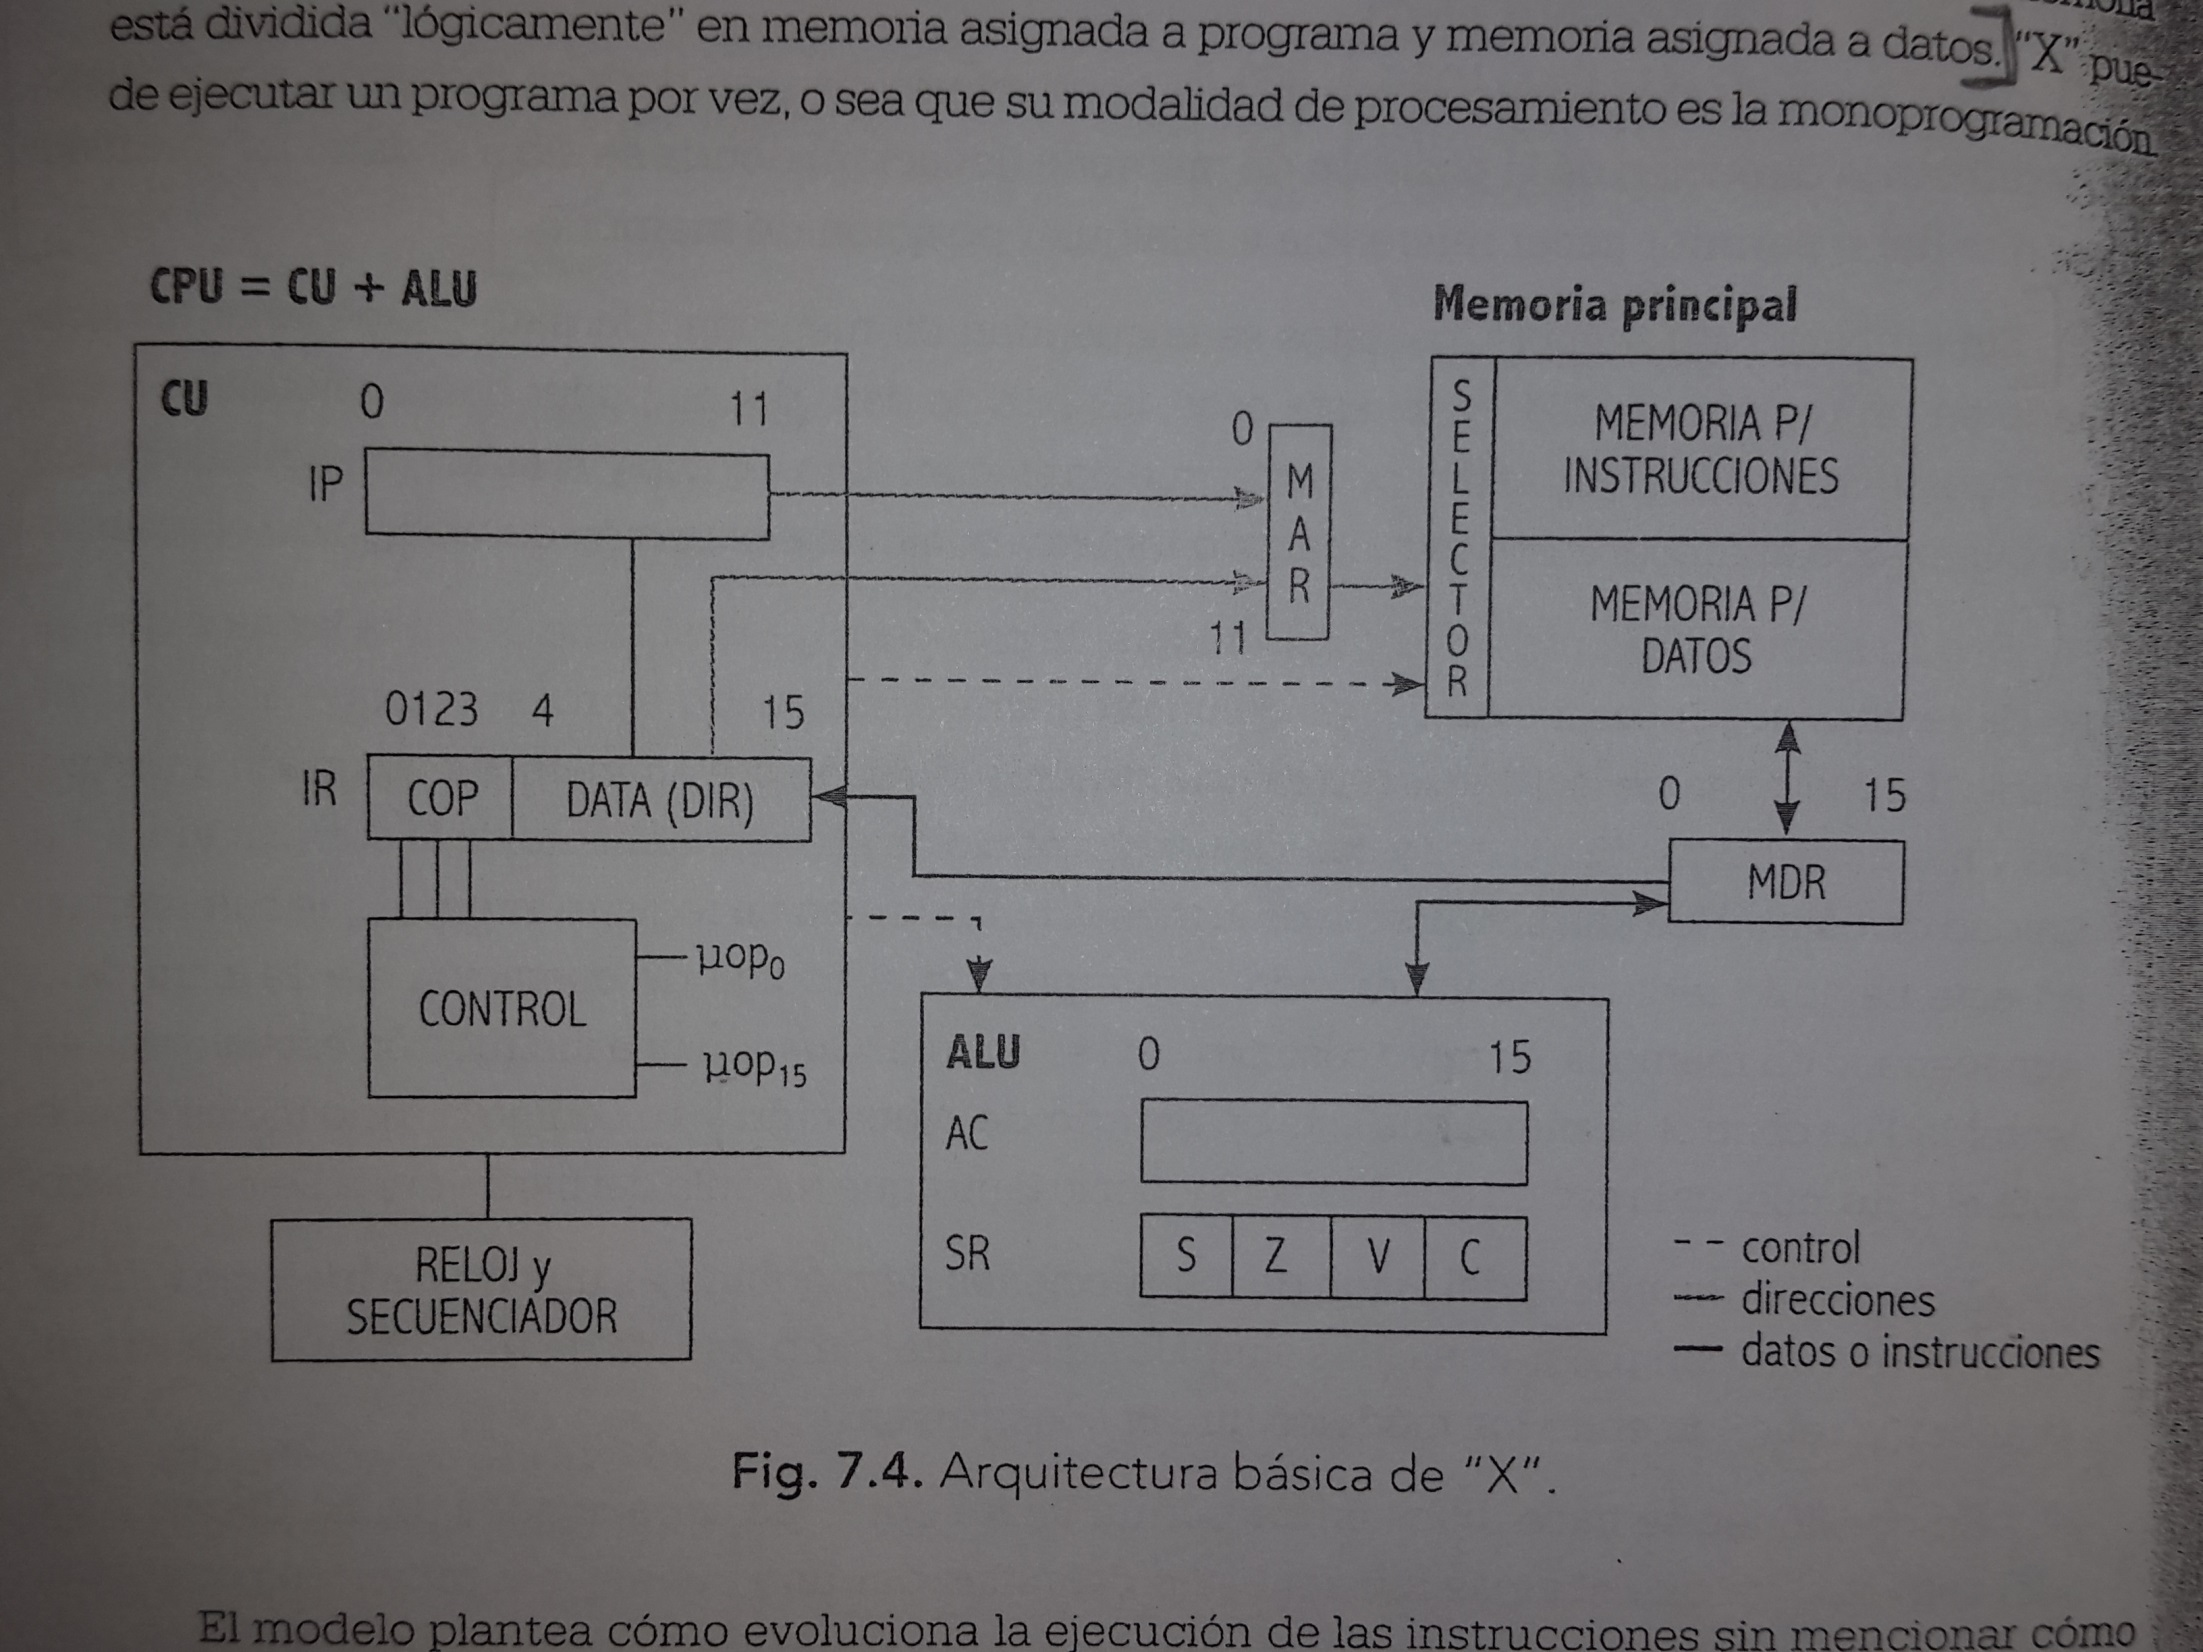 está dividida “lógicamente” en memoria asignada a programa y memoria asignada a datos. “X” pue-
de ejecutar un programa por vez, o sea que su modalidad de procesamiento es la monoprogramación.
CPU = CU + ALU
Memoria principal
CU
0
11
IP
0
M
A
R
11
S
E
L
E
C
T
O
R
MEMORIA P/
INSTRUCCIONES
MEMORIA P/
DATOS
0123
4
15
IR
COP
DATA (DIR)
0
15
MDR
CONTROL
μop0
μop15
ALU
0
15
AC
SR
S
Z
V
C
RELOJ y
SECUENCIADOR
control
direcciones
datos o instrucciones
Fig. 7.4. Arquitectura básica de “X”.
El modelo plantea cómo evoluciona la ejecución de las instrucciones sin mencionar cómo